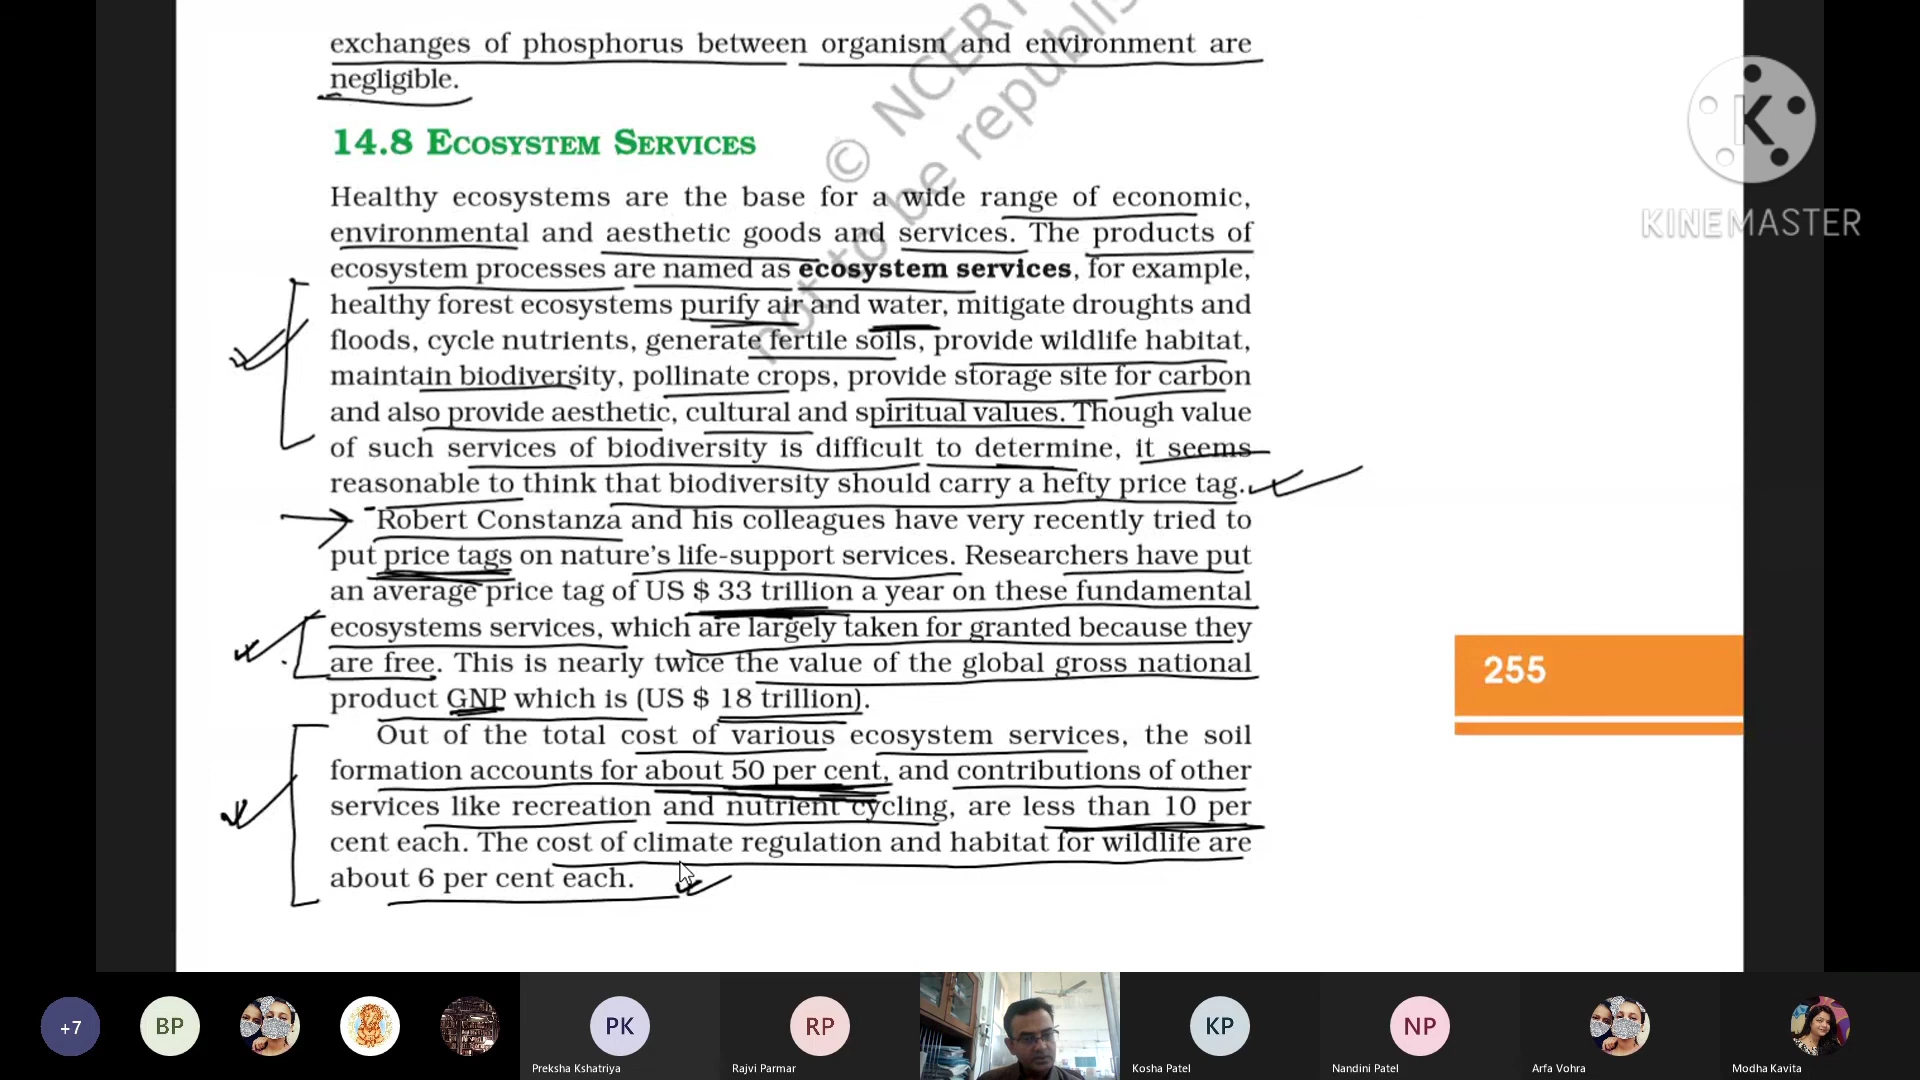 exchanges of phosphorus between organism and environment are
negligible.
© NCERT
not to be republis
K
KINEMASTER
14.8 ECOSYSTEM SERVICES
Healthy ecosystems are the base for a wide range of economic,
environmental and aesthetic goods and services. The products of
ecosystem processes are named as ecosystem services, for example,
healthy forest ecosystems purify air and water, mitigate droughts and
floods, cycle nutrients, generate fertile soils, provide wildlife habitat,
maintain biodiversity, pollinate crops, provide storage site for carbon
and also provide aesthetic, cultural and spiritual values. Though value
of such services of biodiversity is difficult to determine, it seems
reasonable to think that biodiversity should carry a hefty price tag.
Robert Constanza and his colleagues have very recently tried to
put price tags on nature's life-support services. Researchers have put
an average price tag of US $ 33 trillion a year on these fundamental
ecosystems services, which are largely taken for granted because they
are free. This is nearly twice the value of the global gross national
product GNP which is (US $ 18 trillion).
Out of the total cost of various ecosystem services, the soil
formation accounts for about 50 per cent, and contributions of other
services like recreation and nutrient cycling, are less than 10 per
cent each. The cost of climate regulation and habitat for wildlife are
about 6 per cent each.
255
+7
BP
PK
RP
KP
NP
Preksha Kshatriya
Rajvi Parmar
Kosha Patel
Nandini Patel
Arfa Vohra
Modha Kavita